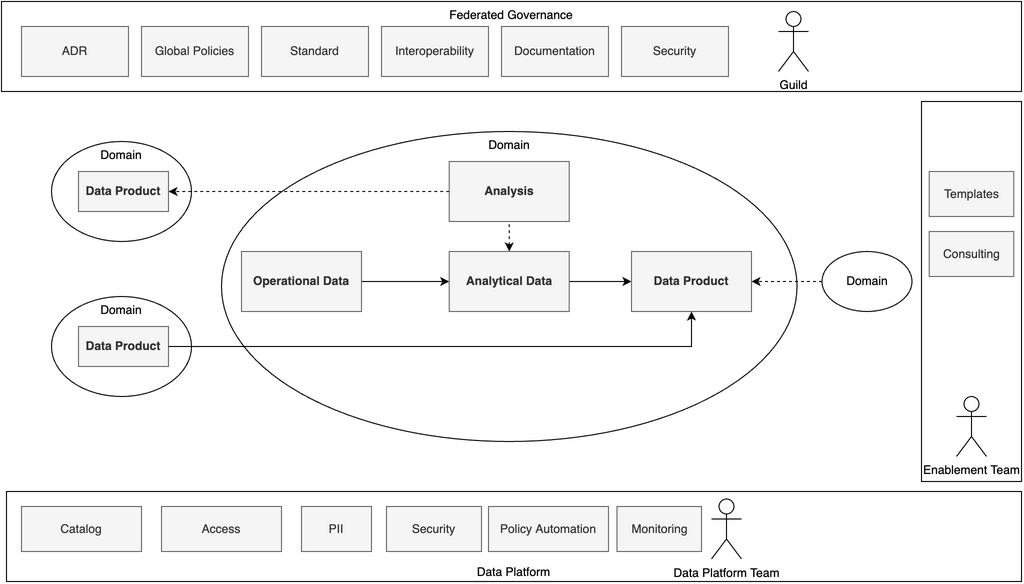 Federated Governance
ADR
Global Policies
Standard
Interoperability
Documentation
Security
Guild
Domain
Data Product
Domain
Analysis
Operational Data
Analytical Data
Data Product
Domain
Domain
Data Product
Templates
Consulting
Enablement Team
Catalog
Access
PII
Security
Policy Automation
Monitoring
Data Platform
Data Platform Team